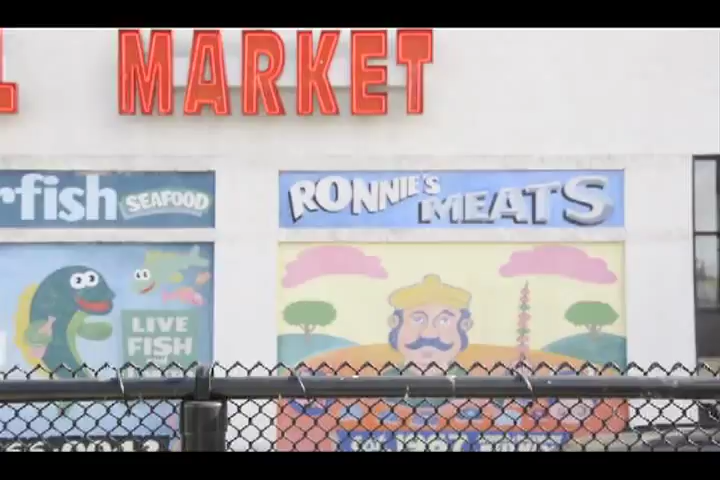 MARKET
rfish SEAFOOD
RONNIE'S MEATS
LIVE
FISH